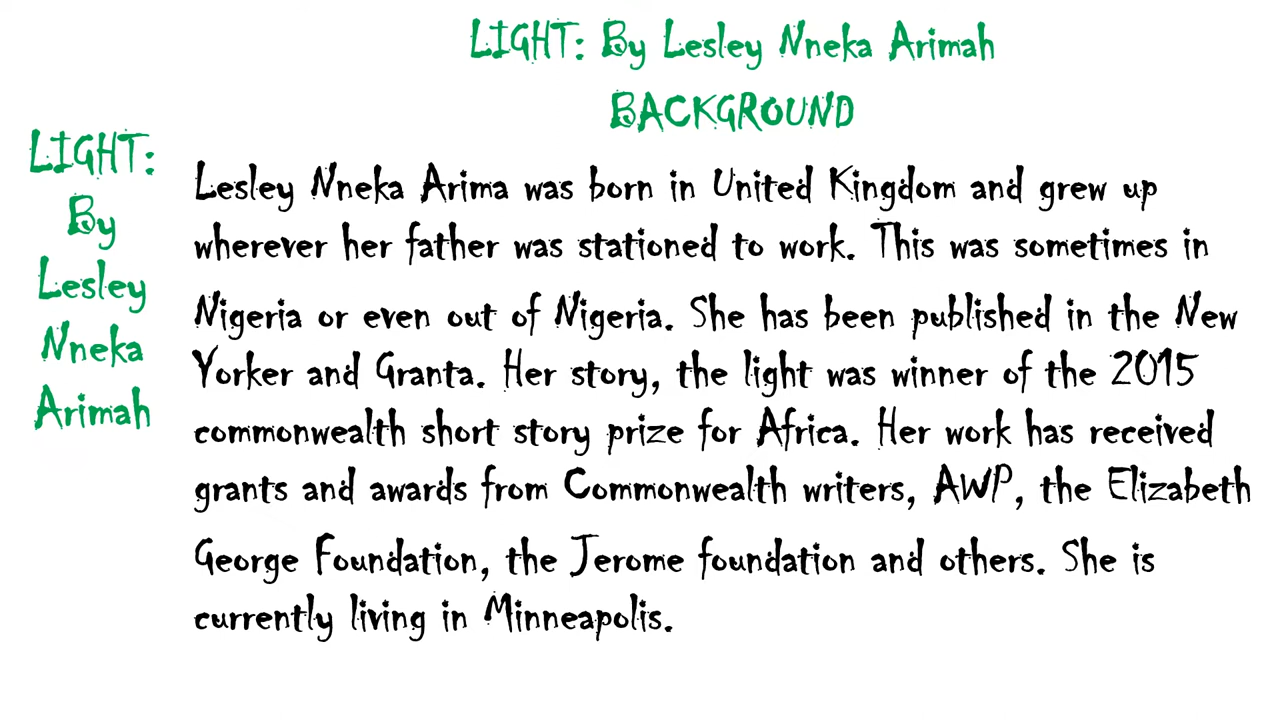 LIGHT: By Lesley Nneka Arimah
BACKGROUND
LIGHT:
By
Lesley
Nneka
Arimah
Lesley Nneka Arima was born in United Kingdom and grew up
wherever her father was stationed to work. This was sometimes in
Nigeria or even out of Nigeria. She has been published in the New
Yorker and Granta. Her story, the light was winner of the 2015
commonwealth short story prize for Africa. Her work has received
grants and awards from Commonwealth writers, AWP, the Elizabeth
George Foundation, the Jerome foundation and others. She is
currently living in Minneapolis.